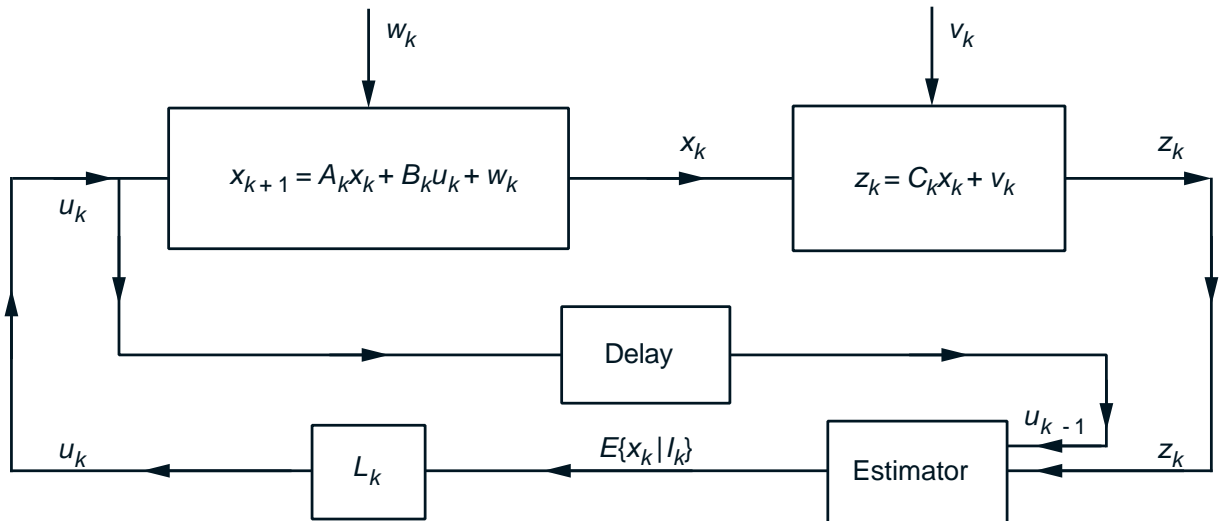 w_k
v_k
x_{k+1} = A_k x_k + B_k u_k + w_k
x_k
z_k = C_k x_k + v_k
z_k
u_k
Delay
u_{k-1}
u_k
L_k
E{x_k | I_k}
Estimator
z_k